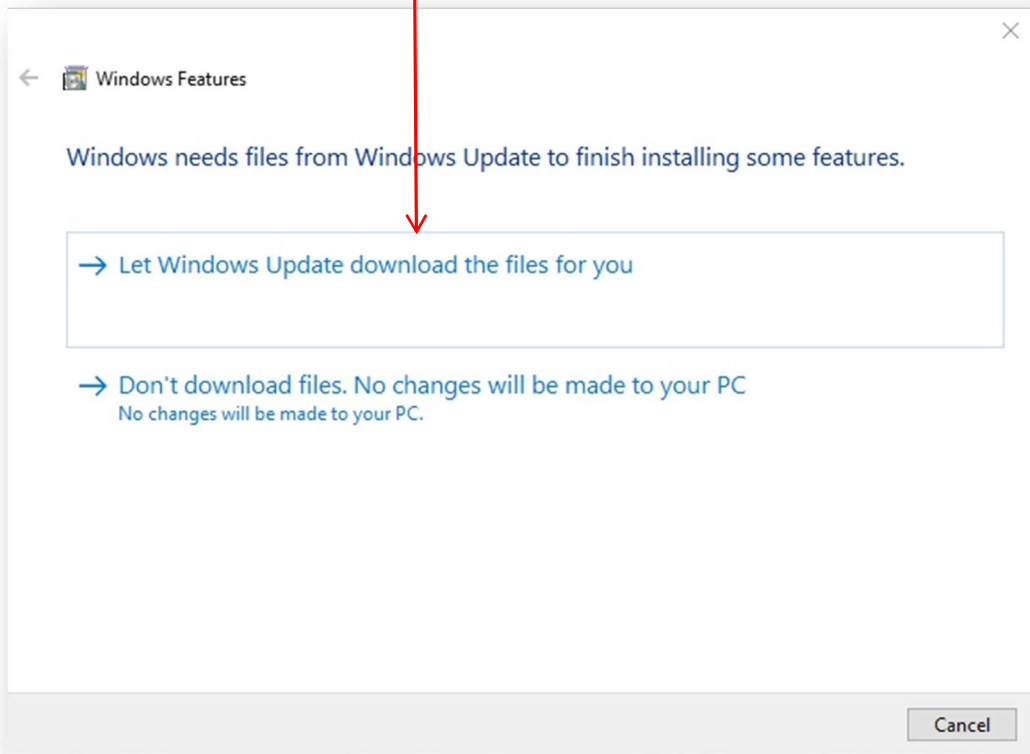 Windows Features
Windows needs files from Windows Update to finish installing some features.
Let Windows Update download the files for you
Don't download files. No changes will be made to your PC
No changes will be made to your PC.
Cancel